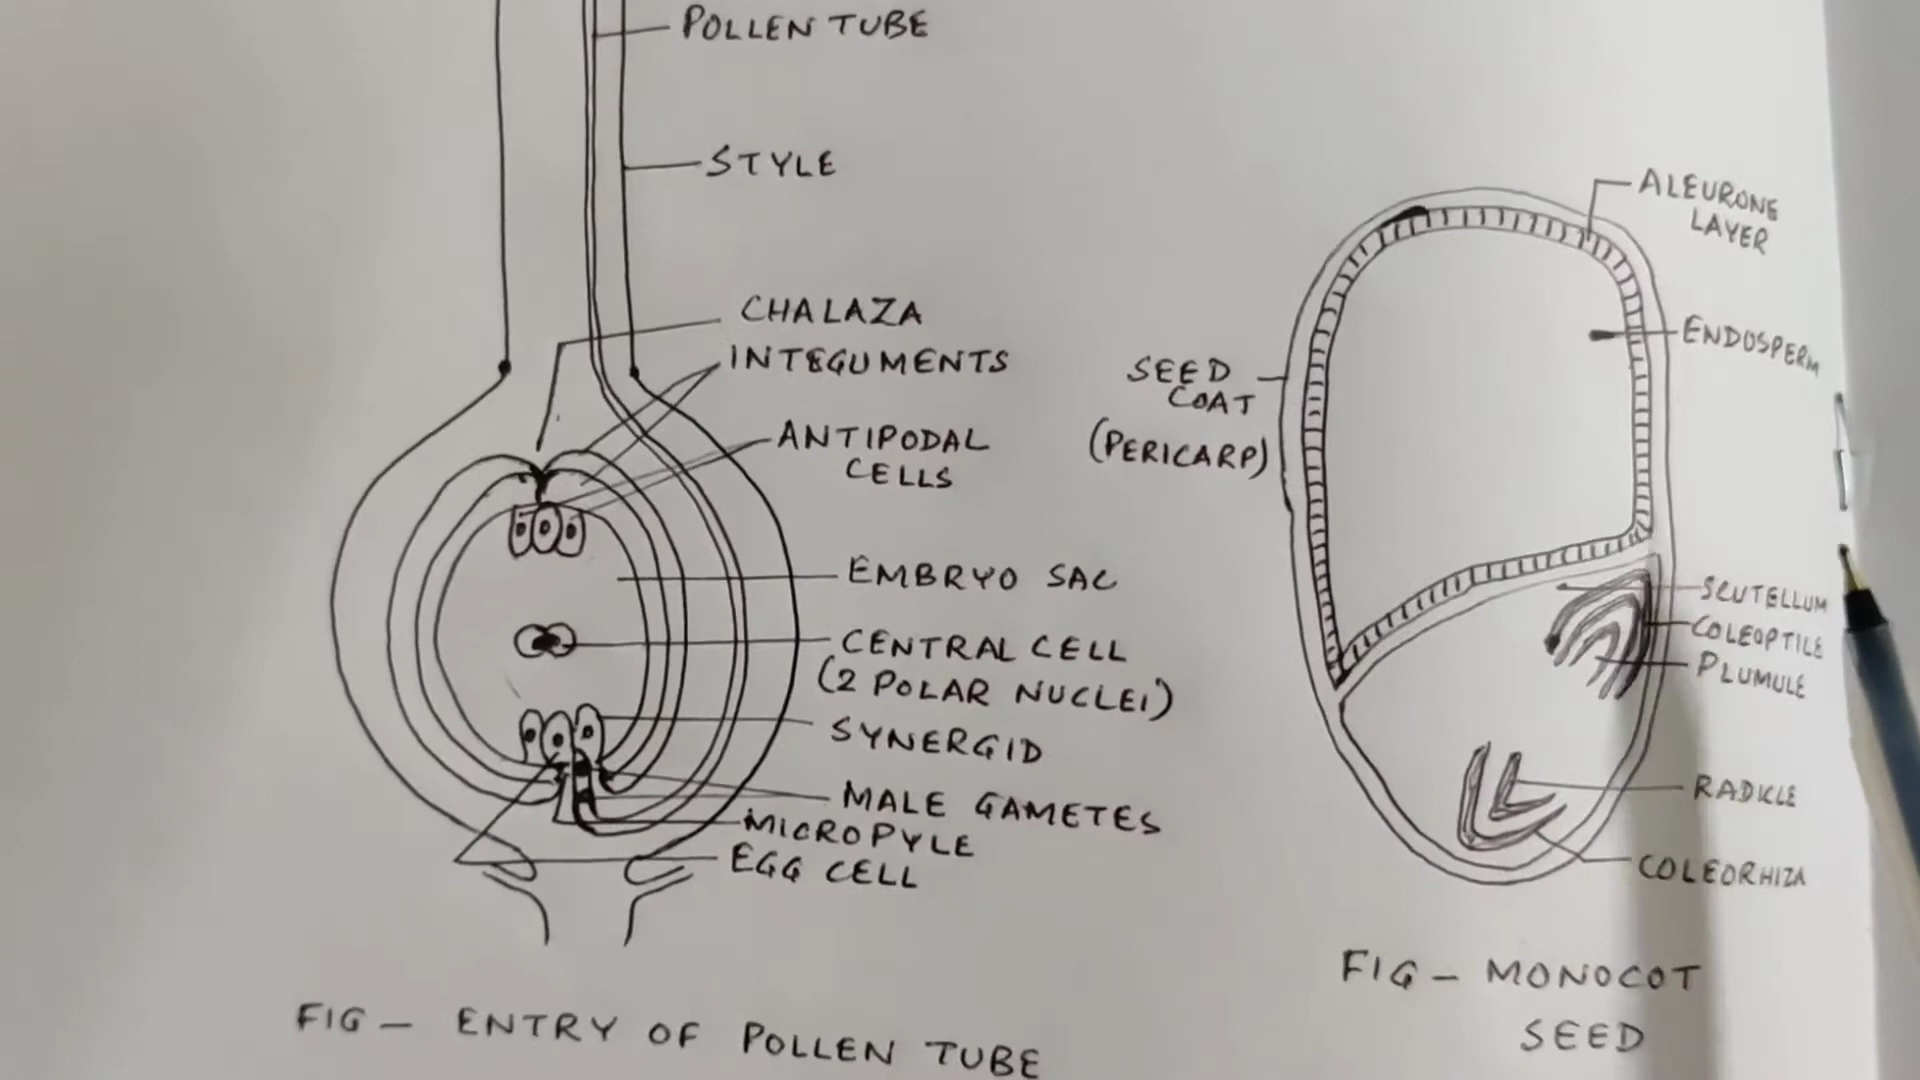 POLLEN TUBE
STYLE
CHALAZA
INTEGUMENTS
ANTIPODAL
CELLS
EMBRYO SAC
CENTRAL CELL
(2 POLAR NUCLEI)
SYNERGID
MALE GAMETES
MICROPYLE
EGG CELL
FIG - ENTRY OF POLLEN TUBE
ALEURONE
LAYER
ENDOSPERM
SEED
COAT
(PERICARP)
SCUTELLUM
COLEOPTILE
PLUMULE
RADICLE
COLEORHIZA
FIG - MONOCOT
SEED